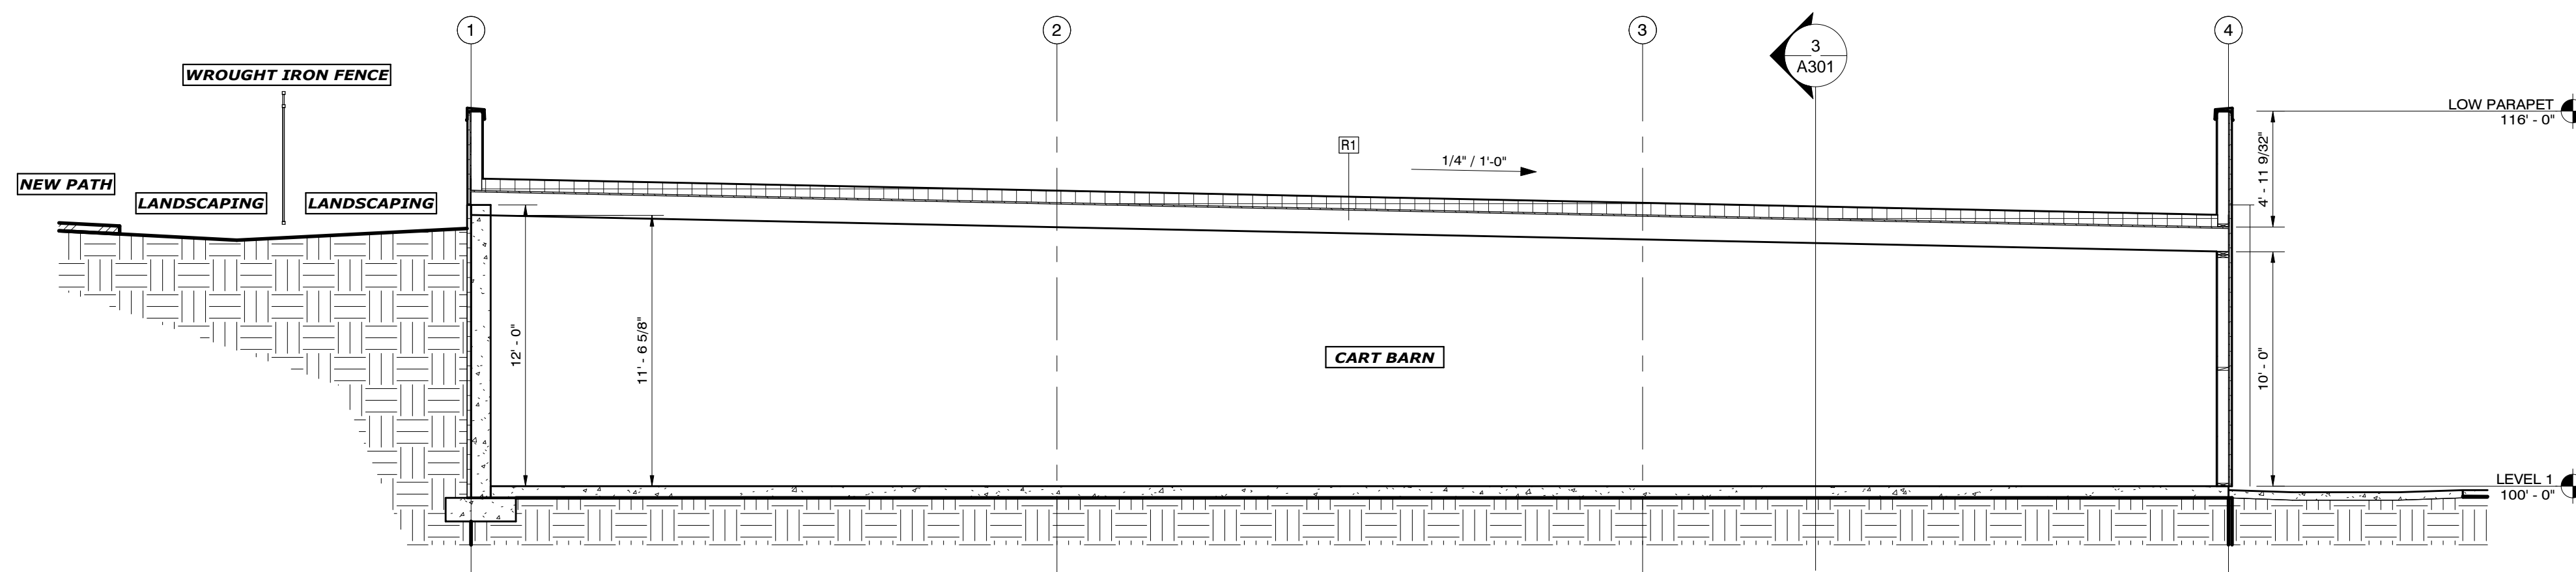 1
2
3
4
3
A301
WROUGHT IRON FENCE
NEW PATH
LANDSCAPING
LANDSCAPING
R1
1/4" / 1'-0"
LOW PARAPET
116' - 0"
4' - 11 9/32"
12' - 0"
11' - 6 5/8"
CART BARN
10' - 0"
LEVEL 1
100' - 0"